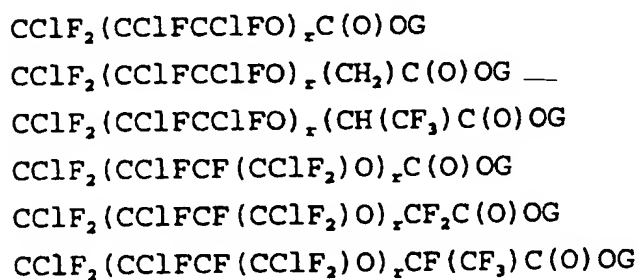 CClF₂(CClFCClFO)ᵣC(O)OG
CClF₂(CClFCClFO)ᵣ(CH₂)C(O)OG __
CClF₂(CClFCClFO)ᵣ(CH(CF₃)C(O)OG
CClF₂(CClFCF(CClF₂)O)ᵣC(O)OG
CClF₂(CClFCF(CClF₂)O)ᵣCF₂C(O)OG
CClF₂(CClFCF(CClF₂)O)ᵣCF(CF₃)C(O)OG